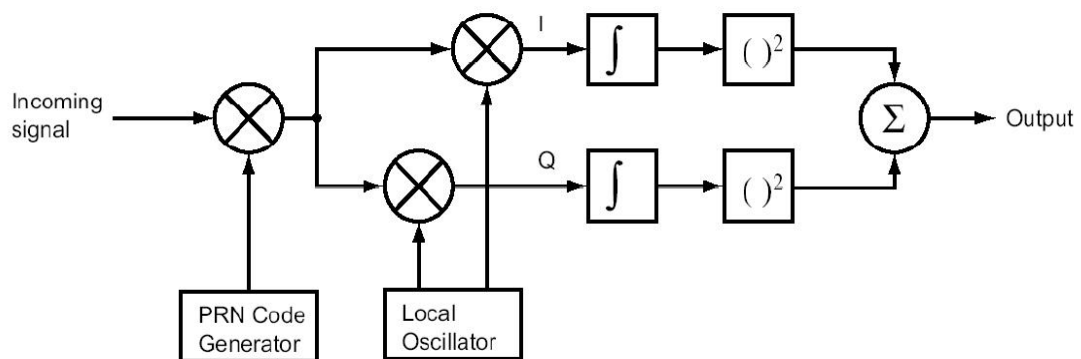 I
∫
( )²
Incoming
signal
Σ
Output
Q
∫
( )²
PRN Code
Generator
Local
Oscillator